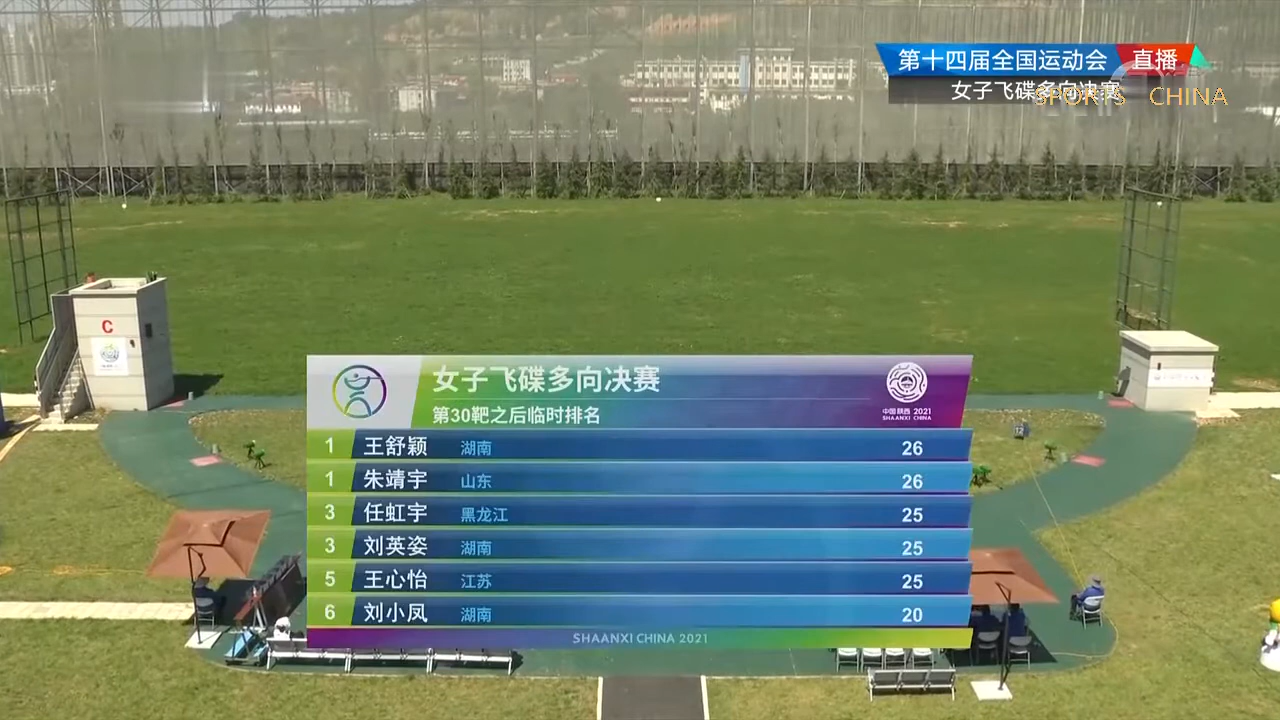 第十四届全国运动会 直播
女子飞碟多向决赛
SPORTS CHINA
C
女子飞碟多向决赛
第30靶之后临时排名
中国陕西 2021
SHAANXI CHINA
1 王舒颖 湖南 26
1 朱靖宇 山东 26
3 任虹宇 黑龙江 25
3 刘英姿 湖南 25
5 王心怡 江苏 25
6 刘小凤 湖南 20
SHAANXI CHINA 2021